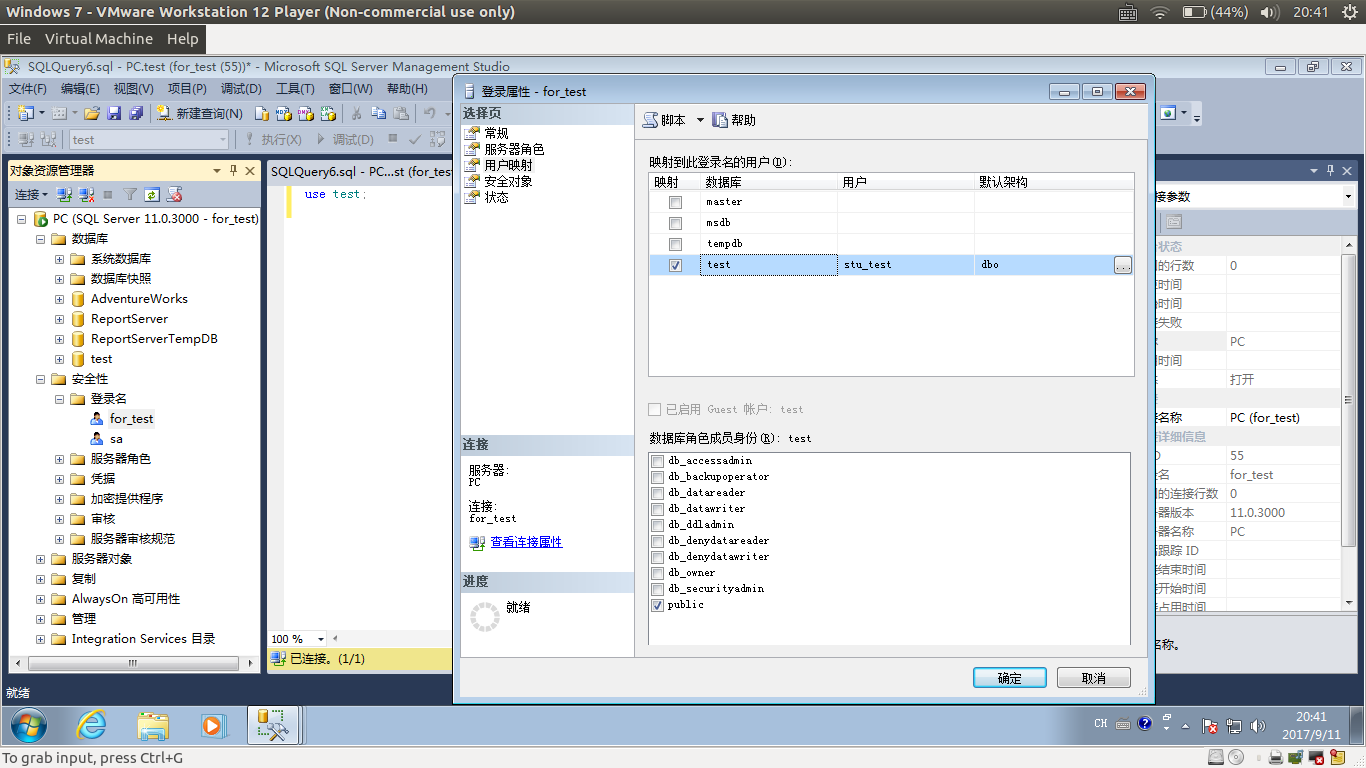 Windows 7 - VMware Workstation 12 Player (Non-commercial use only)
(44%)
20:41
File Virtual Machine Help
SQLQuery6.sql - PC.test (for_test (55))* - Microsoft SQL Server Management Studio
文件(F) 编辑(E) 视图(V) 项目(P) 调试(D) 工具(T) 窗口(W) 帮助(H)
新建查询(N)
test
执行(X)
调试(D)
对象资源管理器
连接
PC (SQL Server 11.0.3000 - for_test)
数据库
系统数据库
数据库快照
AdventureWorks
ReportServer
ReportServerTempDB
test
安全性
登录名
for_test
sa
服务器角色
凭据
加密提供程序
审核
服务器审核规范
服务器对象
复制
AlwaysOn 高可用性
管理
Integration Services 目录
SQLQuery6.sql - PC...st (for_test
use test;
100 %
已连接。(1/1)
登录属性 - for_test
选择页
常规
服务器角色
用户映射
安全对象
状态
连接
服务器:
PC
连接:
for_test
查看连接属性
进度
就绪
脚本
帮助
映射到此登录名的用户(D):
映射 数据库 用户 默认架构
master
msdb
tempdb
test stu_test dbo
...
已启用 Guest 帐户: test
数据库角色成员身份(R): test
db_accessadmin
db_backupoperator
db_datareader
db_datawriter
db_ddladmin
db_denydatareader
db_denydatawriter
db_owner
db_securityadmin
public
确定
取消
接参数
状态
的行数 0
时间
始时间
失败
PC
时间
打开
接名称 PC (for_test)
详细信息
55
名 for_test
的连接行数 0
器版本 11.0.3000
器名称 PC
跟踪 ID
结束时间
开始时间
占用时间
名称。
就绪
CH
20:41
2017/9/11
To grab input, press Ctrl+G